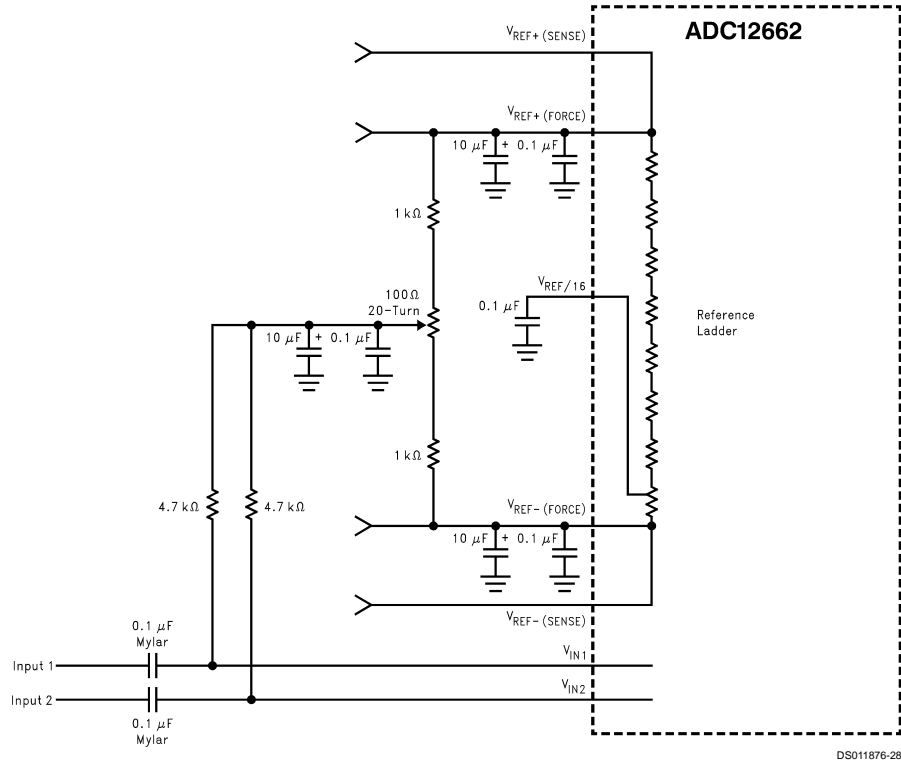 ADC12662
VREF+ (SENSE)
VREF+ (FORCE)
10 μF + 0.1 μF
1 kΩ
VREF/16
0.1 μF
100Ω
20-Turn
Reference
Ladder
10 μF + 0.1 μF
1 kΩ
4.7 kΩ
4.7 kΩ
VREF- (FORCE)
10 μF + 0.1 μF
VREF- (SENSE)
0.1 μF
Mylar
Input 1
VIN1
Input 2
VIN2
0.1 μF
Mylar
DS011876-28